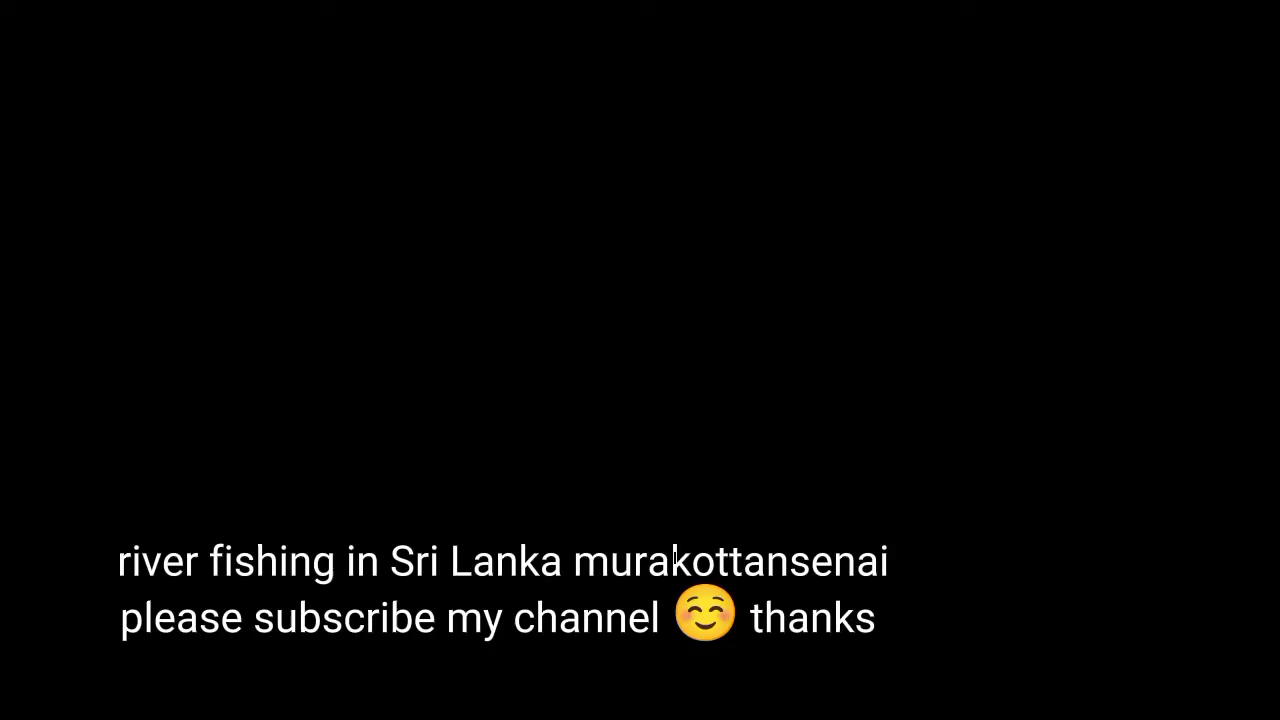 river fishing in Sri Lanka murakottansenai
please subscribe my channel ☺️ thanks